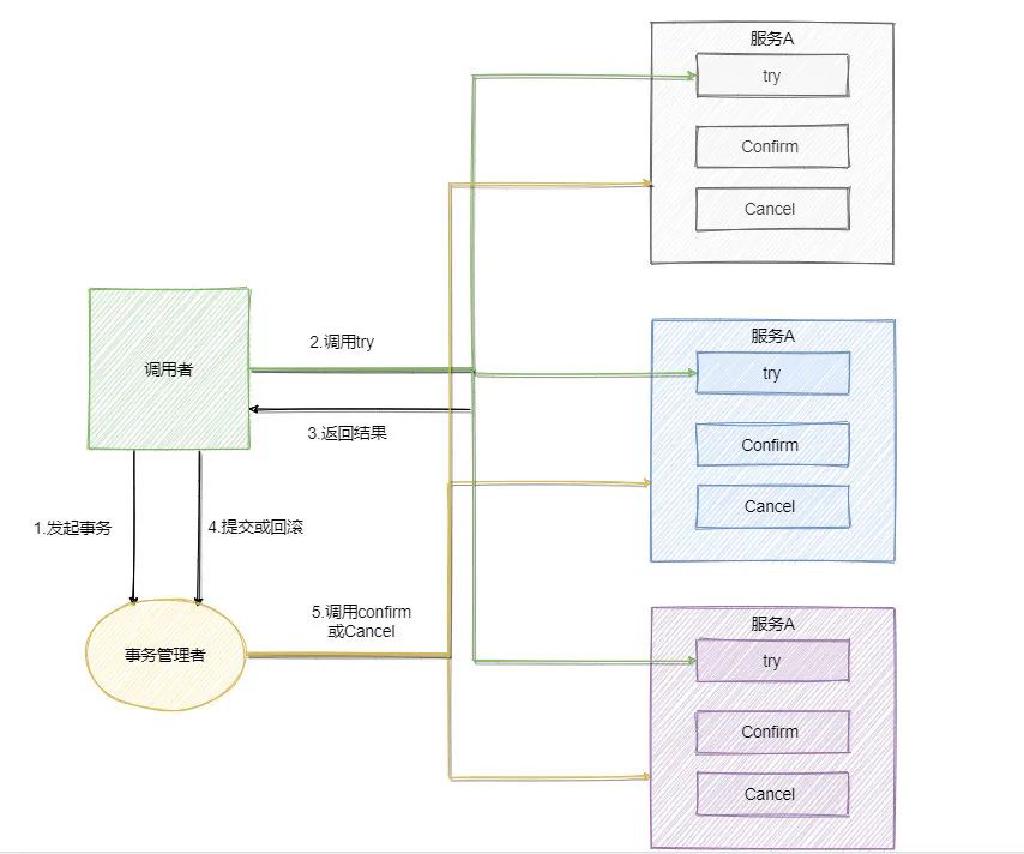 服务A
try
Confirm
Cancel
调用者
2.调用try
3.返回结果
服务A
try
Confirm
Cancel
1.发起事务
4.提交或回滚
事务管理者
5.调用confirm
或Cancel
服务A
try
Confirm
Cancel